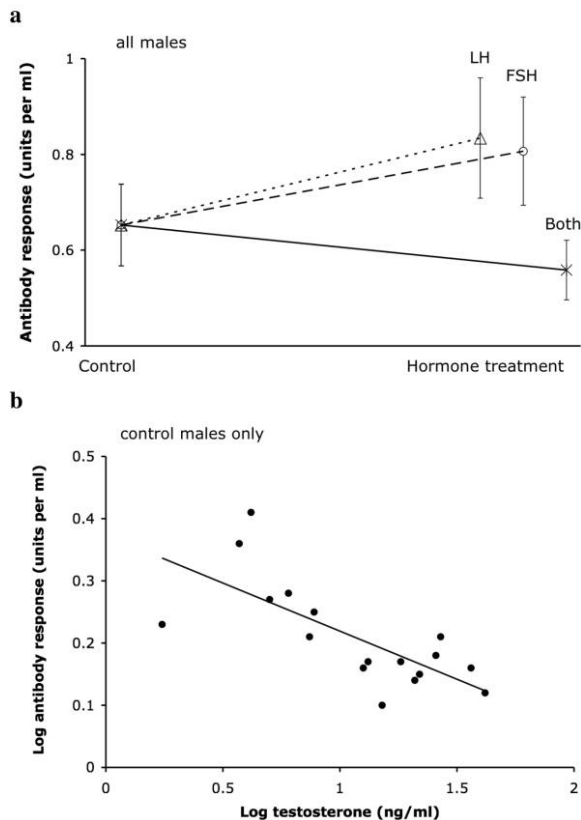 a
all males
LH
FSH
Both
Antibody response (units per ml)
1
0.8
0.6
0.4
Control
Hormone treatment
b
control males only
Log antibody response (units per ml)
0.5
0.4
0.3
0.2
0.1
0
0
0.5
1
1.5
2
Log testosterone (ng/ml)